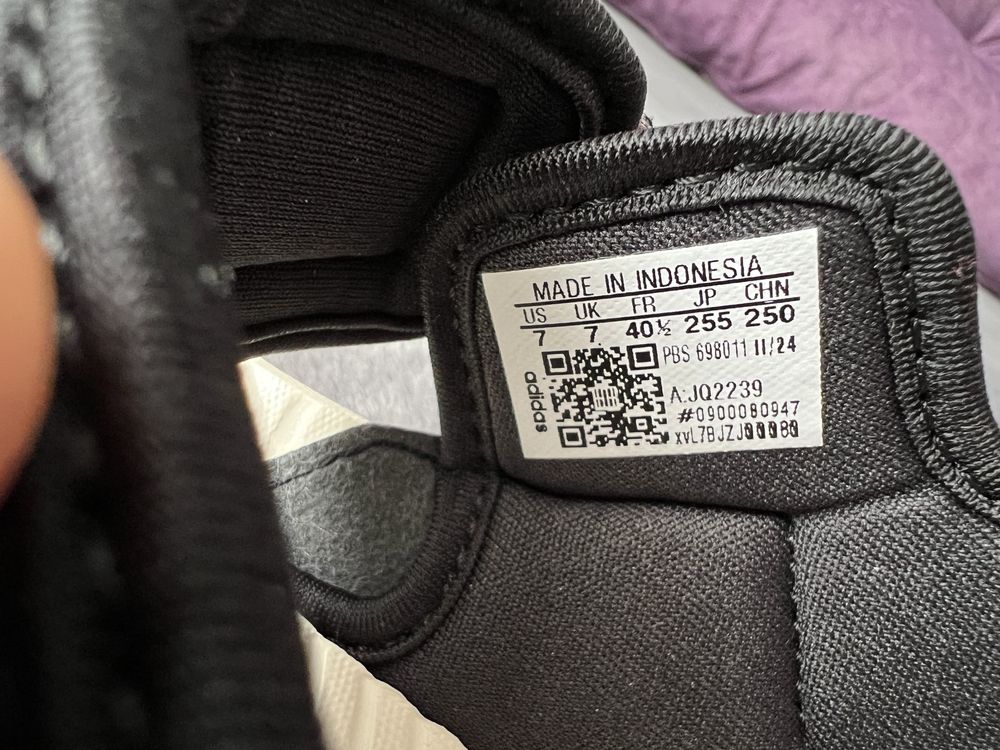 MADE IN INDONESIA
US UK FR JP CHN
7 7 40½ 255 250
PBS 698011 11/24
adidas
A:JQ2239
#0900080947